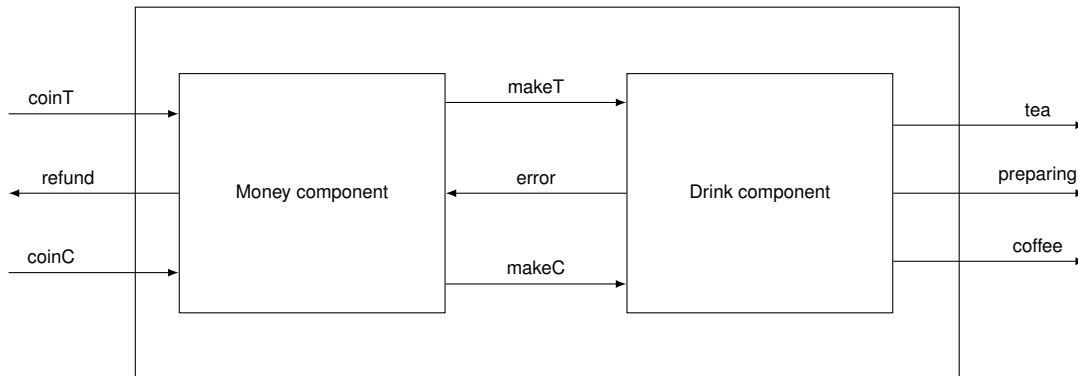 coinT
makeT
tea
refund
Money component
error
Drink component
preparing
coinC
makeC
coffee